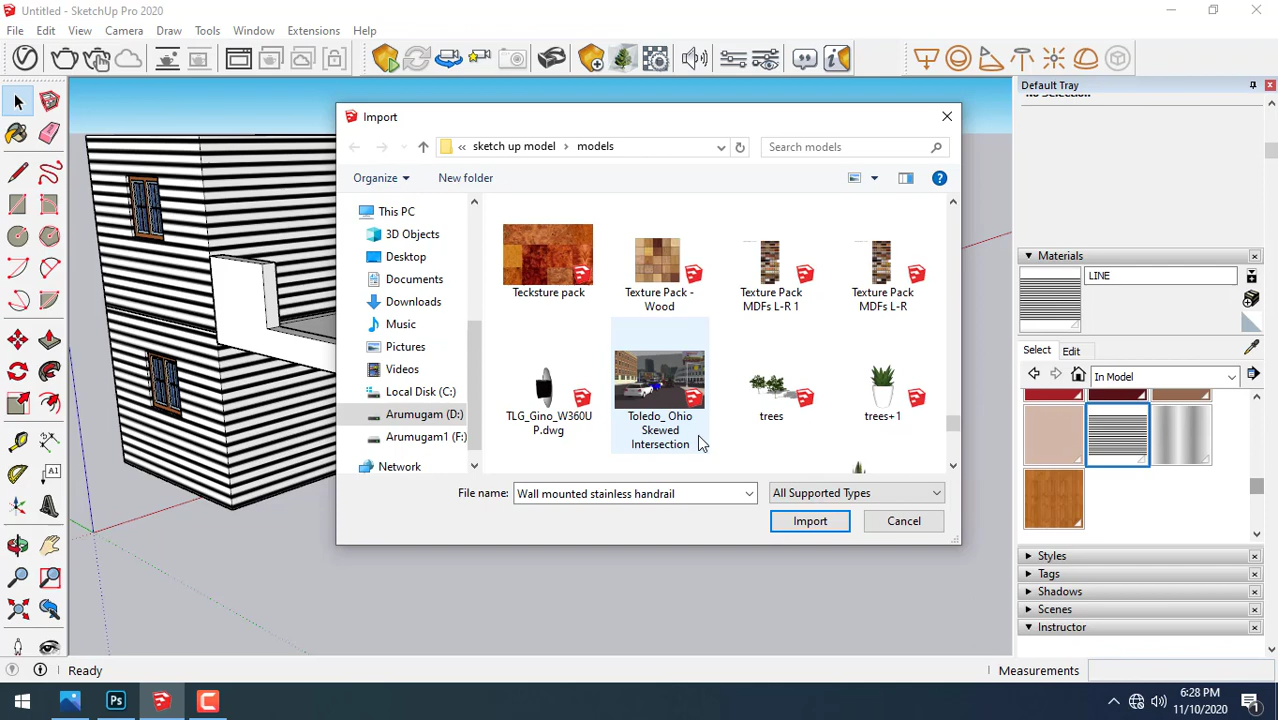 Untitled - SketchUp Pro 2020
File Edit View Camera Draw Tools Window Extensions Help
Default Tray
Import
sketch up model models
Search models
Organize New folder
This PC
3D Objects
Desktop
Documents
Downloads
Music
Pictures
Videos
Local Disk (C:)
Arumugam (D:)
Arumugam1 (F:)
Network
Tecksture pack
Texture Pack -
Wood
Texture Pack
MDFs L-R 1
Texture Pack
MDFs L-R
TLG_Gino_W360U
P.dwg
Toledo_ Ohio
Skewed
Intersection
trees
trees+1
File name: Wall mounted stainless handrail All Supported Types
Import Cancel
Materials
LINE
Select Edit
In Model
Styles
Tags
Shadows
Scenes
Instructor
Ready
Measurements
Ps
6:28 PM
11/10/2020
1